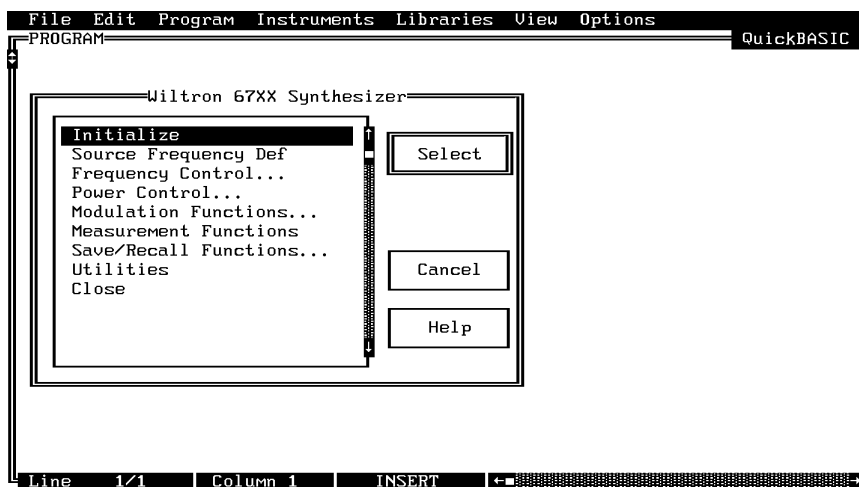 File Edit Program Instruments Libraries View Options
PROGRAM
QuickBASIC
Wiltron 67XX Synthesizer
Initialize
Source Frequency Def
Frequency Control...
Power Control...
Modulation Functions...
Measurement Functions
Save/Recall Functions...
Utilities
Close
Select
Cancel
Help
Line 1/1 Column 1 INSERT